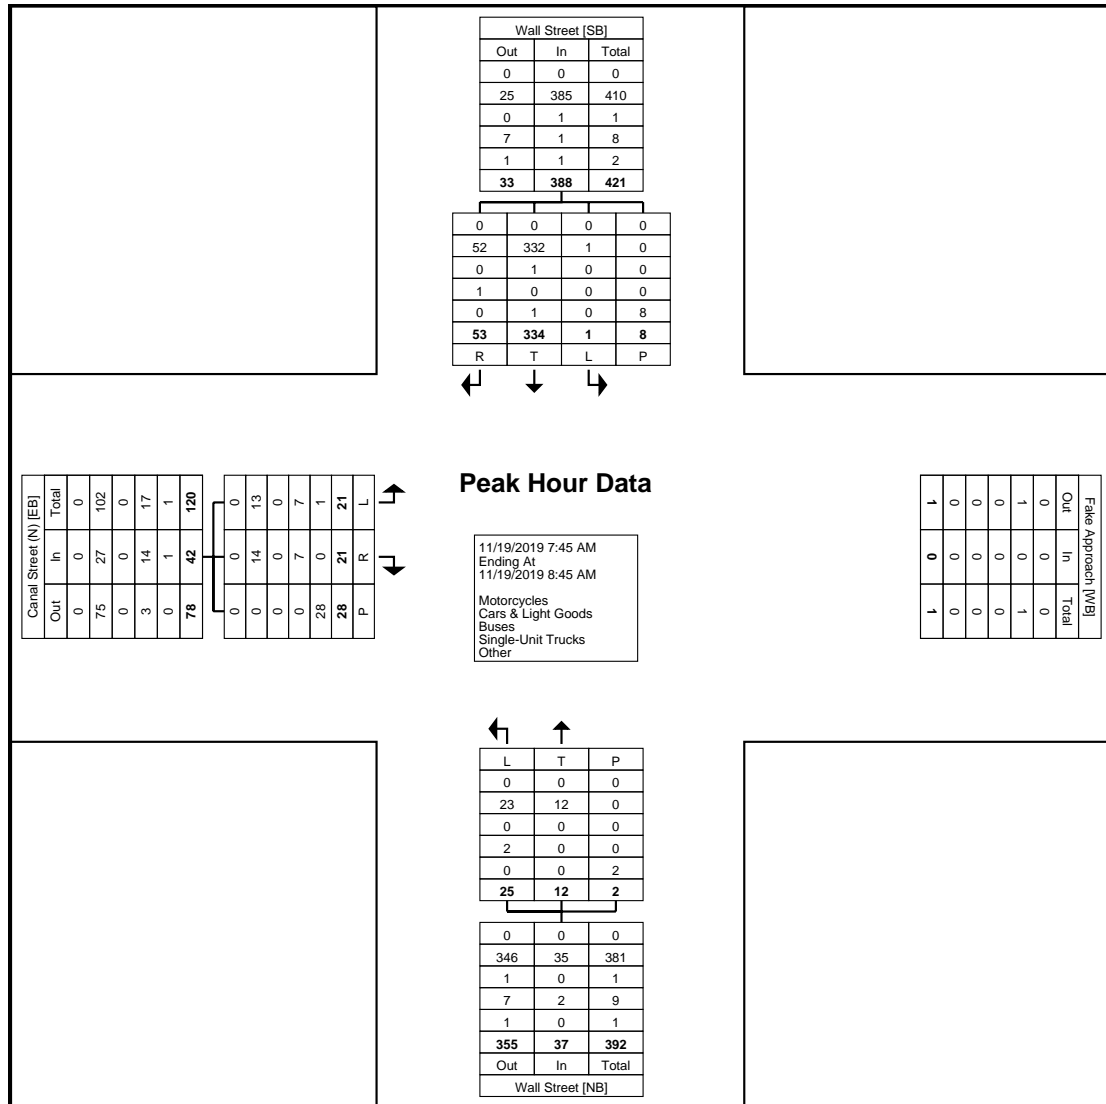 Wall Street [SB]
Out In Total
0 0 0
25 385 410
0 1 1
7 1 8
1 1 2
33 388 421
0 0 0 0
52 332 1 0
0 1 0 0
1 0 0 0
0 1 0 8
53 334 1 8
R T L P
Canal Street (N) [EB]
Out In Total
0 0 0
75 27 102
0 0 0
3 14 17
0 1 1
78 42 120
0 0 0
13 14 0
0 0 0
7 7 0
1 0 28
21 21 28
L R P
Peak Hour Data
11/19/2019 7:45 AM
Ending At
11/19/2019 8:45 AM
Motorcycles
Cars & Light Goods
Buses
Single-Unit Trucks
Other
Fake Approach [WB]
Out In Total
0 0 0
1 0 1
0 0 0
0 0 0
0 0 0
1 0 1
L T P
0 0 0
23 12 0
0 0 0
2 0 0
0 0 2
25 12 2
0 0 0
346 35 381
1 0 1
7 2 9
1 0 1
355 37 392
Out In Total
Wall Street [NB]